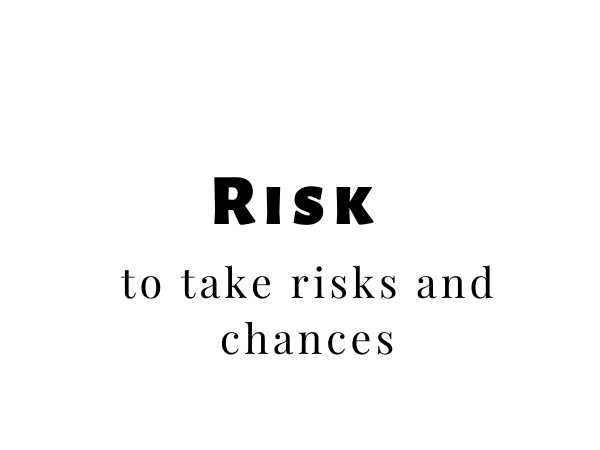 Risk
to take risks and
chances